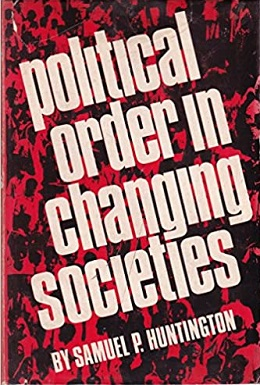 political
order in
changing
societies
BY SAMUEL P. HUNTINGTON